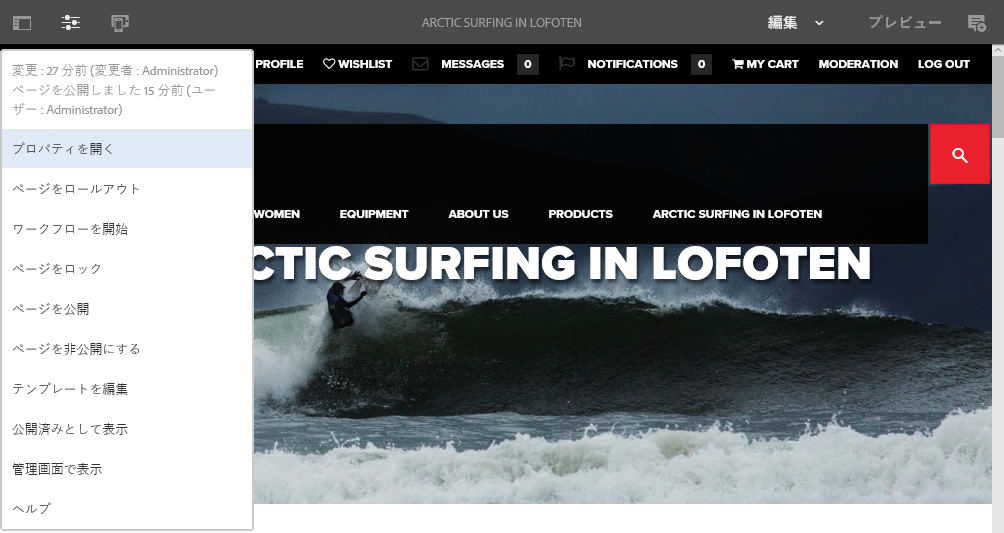 ARCTIC SURFING IN LOFOTEN
編集
プレビュー
変更 : 27 分前 (変更者 : Administrator)
ページを公開しました 15 分前 (ユー
ザー : Administrator)
プロパティを開く
ページをロールアウト
ワークフローを開始
ページをロック
ページを公開
ページを非公開にする
テンプレートを編集
公開済みとして表示
管理画面で表示
ヘルプ
PROFILE WISHLIST MESSAGES 0 NOTIFICATIONS 0 MY CART MODERATION LOG OUT
WOMEN EQUIPMENT ABOUT US PRODUCTS ARCTIC SURFING IN LOFOTEN
CTIC SURFING IN LOFOTEN